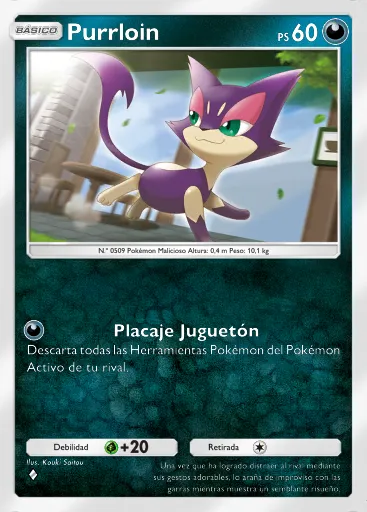 BÁSICO Purrloin PS 60
N.º 0509 Pokémon Malicioso Altura: 0,4 m Peso: 10,1 kg
Placaje Juguetón
Descarta todas las Herramientas Pokémon del Pokémon
Activo de tu rival.
Debilidad +20 Retirada
Ilus. Kouki Saitou
Una vez que ha logrado distraer al rival mediante
sus gestos adorables, lo araña de improviso con las
garras mientras muestra un semblante risueño.